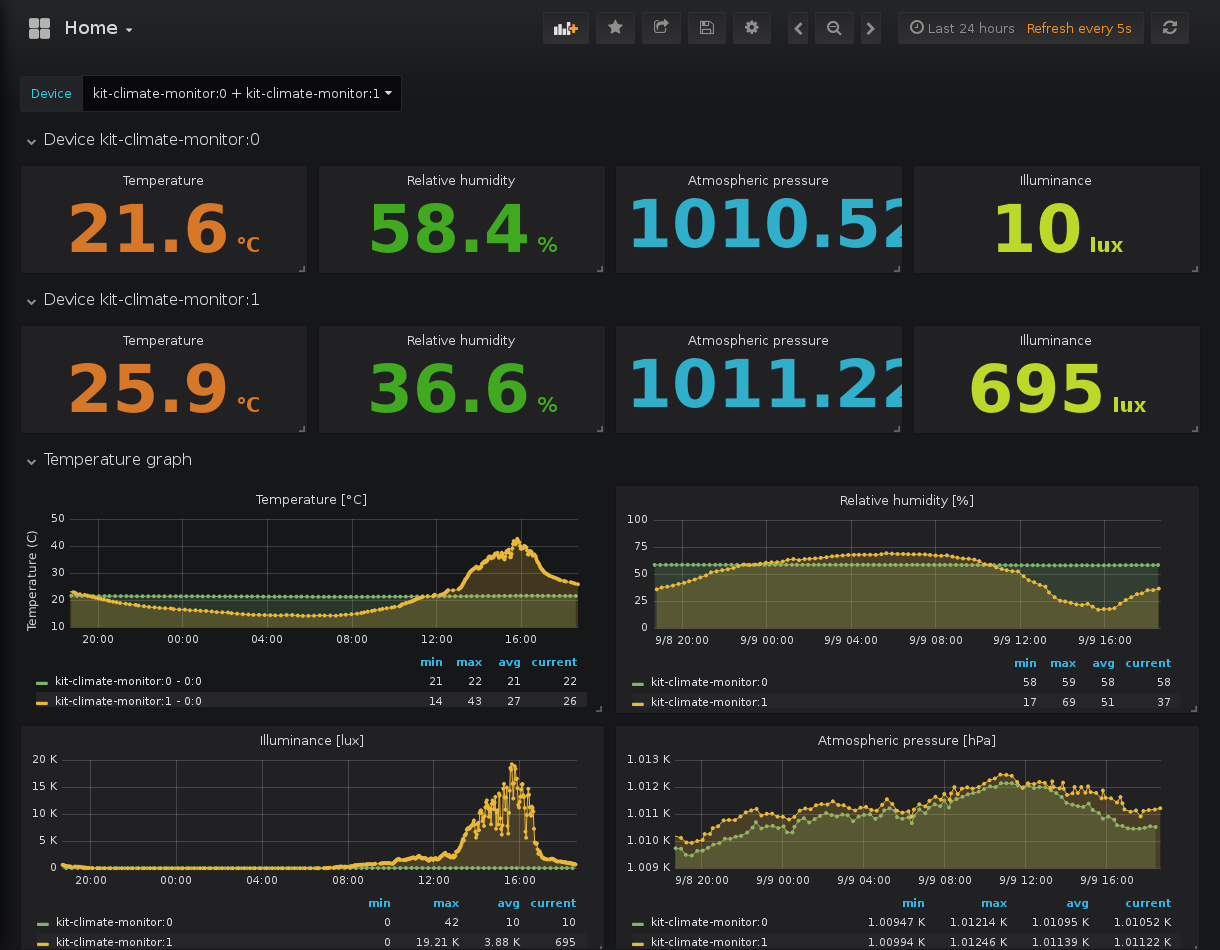 Home
Last 24 hours Refresh every 5s
Device kit-climate-monitor:0 + kit-climate-monitor:1
Device kit-climate-monitor:0
Temperature Relative humidity Atmospheric pressure Illuminance
21.6 °C 58.4 % 1010.52 10 lux
Device kit-climate-monitor:1
Temperature Relative humidity Atmospheric pressure Illuminance
25.9 °C 36.6 % 1011.22 695 lux
Temperature graph
Temperature [°C]
Temperature (C)
50
40
30
20
10
20:00 00:00 04:00 08:00 12:00 16:00
min max avg current
kit-climate-monitor:0 - 0:0 21 22 21 22
kit-climate-monitor:1 - 0:0 14 43 27 26
Relative humidity [%]
100
75
50
25
0
9/8 20:00 9/9 00:00 9/9 04:00 9/9 08:00 9/9 12:00 9/9 16:00
min max avg current
kit-climate-monitor:0 58 59 58 58
kit-climate-monitor:1 17 69 51 37
Illuminance [lux]
20 K
15 K
10 K
5 K
0
20:00 00:00 04:00 08:00 12:00 16:00
min max avg current
kit-climate-monitor:0 0 42 10 10
kit-climate-monitor:1 0 19.21 K 3.88 K 695
Atmospheric pressure [hPa]
1.013 K
1.012 K
1.011 K
1.010 K
1.009 K
9/8 20:00 9/9 00:00 9/9 04:00 9/9 08:00 9/9 12:00 9/9 16:00
min max avg current
kit-climate-monitor:0 1.00947 K 1.01214 K 1.01095 K 1.01052 K
kit-climate-monitor:1 1.00994 K 1.01246 K 1.01139 K 1.01122 K